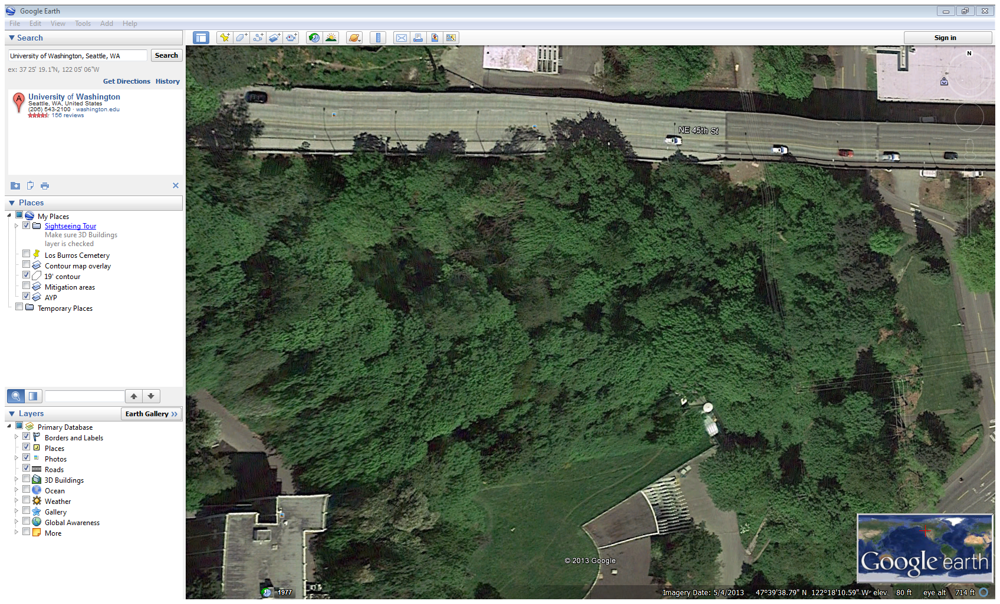 Google Earth
File Edit View Tools Add Help
Search
University of Washington, Seattle, WA
Search
ex: 37 25' 19.1"N, 122 05' 06"W
Get Directions History
A
University of Washington
Seattle, WA, United States
(206) 543-2100 · washington.edu
156 reviews
Places
My Places
Sightseeing Tour
Make sure 3D Buildings
layer is checked
Los Burros Cemetery
Contour map overlay
19' contour
Mitigation areas
AYP
Temporary Places
Layers
Earth Gallery »
Primary Database
Borders and Labels
Places
Photos
Roads
3D Buildings
Ocean
Weather
Gallery
Global Awareness
More
Sign in
N
NE 45th St
© 2013 Google
Google earth
1977
Imagery Date: 5/4/2013 47°39'38.79" N 122°18'10.59" W elev 80 ft eye alt 714 ft